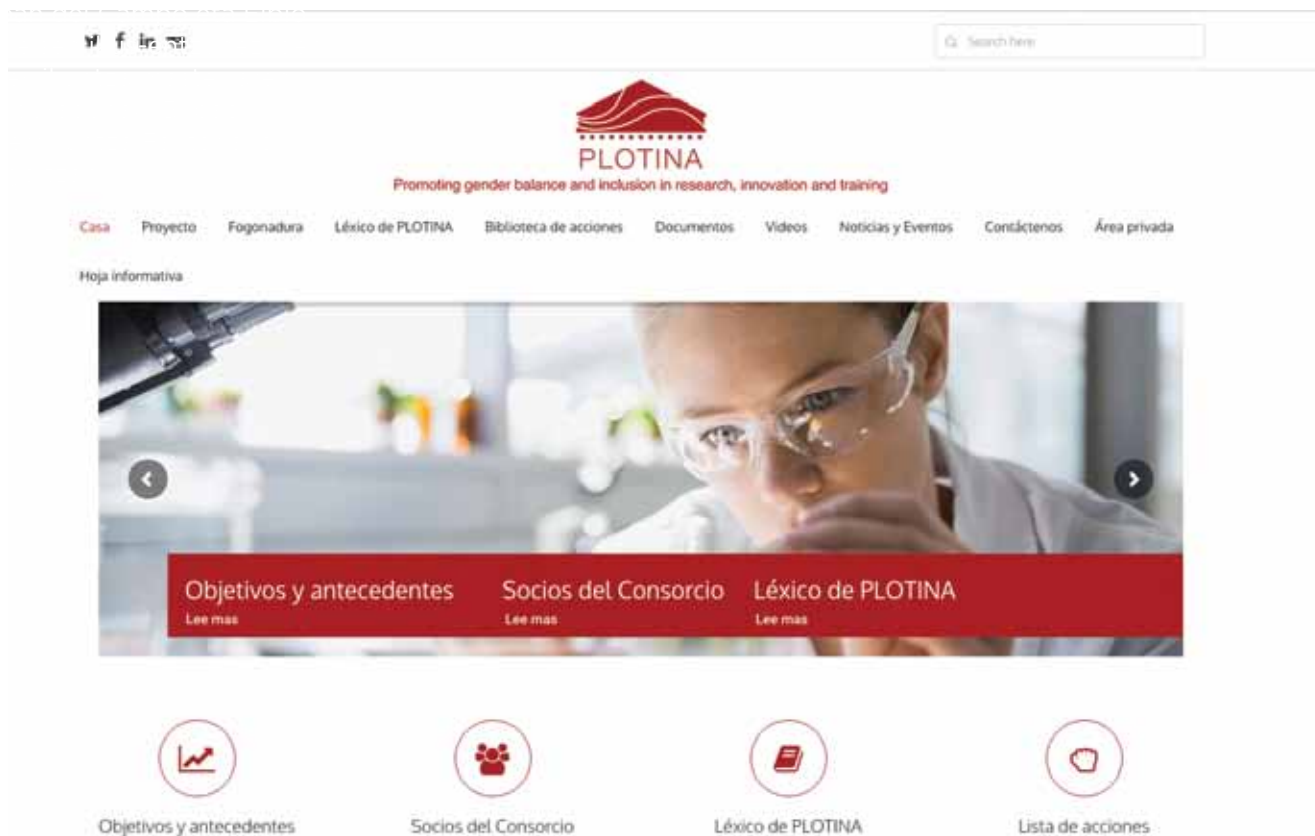 Search here
PLOTINA
Promoting gender balance and inclusion in research, innovation and training
Casa Proyecto Fogonadura Léxico de PLOTINA Biblioteca de acciones Documentos Videos Noticias y Eventos Contáctenos Área privada
Hoja informativa
Objetivos y antecedentes Socios del Consorcio Léxico de PLOTINA
Lee mas Lee mas Lee mas
Objetivos y antecedentes Socios del Consorcio Léxico de PLOTINA Lista de acciones